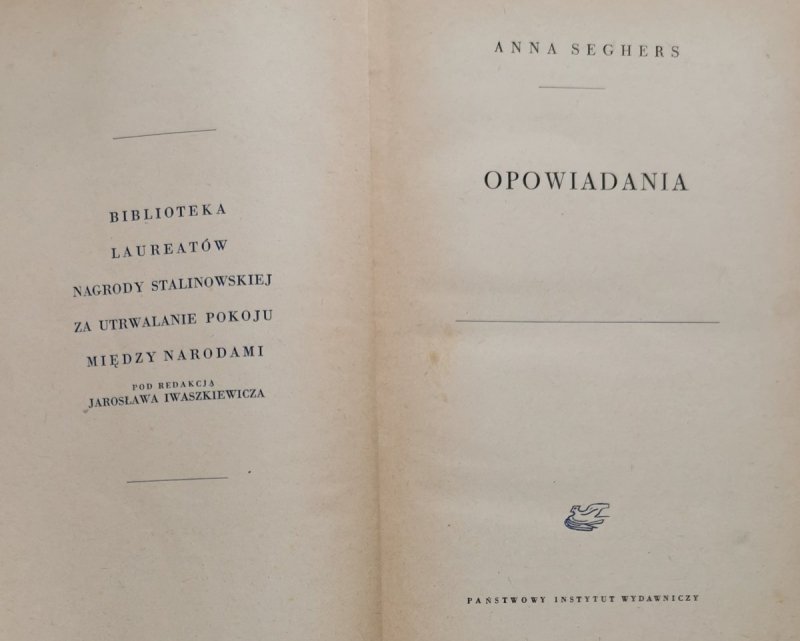 BIBLIOTEKA
LAUREATÓW
NAGRODY STALINOWSKIEJ
ZA UTRWALANIE POKOJU
MIĘDZY NARODAMI
POD REDAKCJĄ
JAROSŁAWA IWASZKIEWICZA
ANNA SEGHERS
OPOWIADANIA
PAŃSTWOWY INSTYTUT WYDAWNICZY